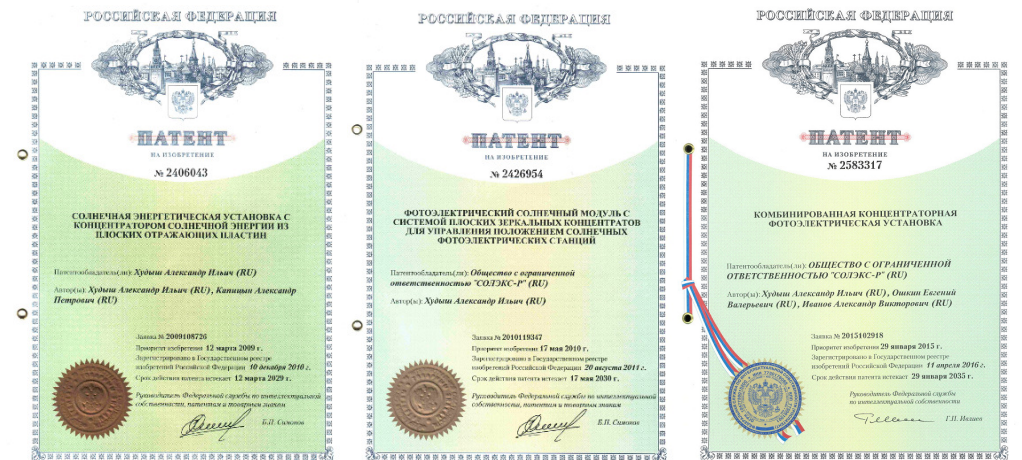 РОССИЙСКАЯ ФЕДЕРАЦИЯ
ПАТЕНТ
НА ИЗОБРЕТЕНИЕ
№ 2406043
СОЛНЕЧНАЯ ЭНЕРГЕТИЧЕСКАЯ УСТАНОВКА С
КОНЦЕНТРАТОРОМ СОЛНЕЧНОЙ ЭНЕРГИИ ИЗ
ПЛОСКИХ ОТРАЖАЮЩИХ ПЛАСТИН
Патентообладатель(ли): Худыш Александр Ильич (RU)
Автор(ы): Худыш Александр Ильич (RU), Капицын Александр
Петрович (RU)
Заявка № 2009108726
Приоритет изобретения 12 марта 2009 г.
Зарегистрировано в Государственном реестре
изобретений Российской Федерации 10 декабря 2010 г.
Срок действия патента истекает 12 марта 2029 г.
Руководитель Федеральной службы по интеллектуальной
собственности, патентам и товарным знакам
Б.П. Симонов
РОССИЙСКАЯ ФЕДЕРАЦИЯ
ПАТЕНТ
НА ИЗОБРЕТЕНИЕ
№ 2426954
ФОТОЭЛЕКТРИЧЕСКИЙ СОЛНЕЧНЫЙ МОДУЛЬ С
СИСТЕМОЙ ПЛОСКИХ ЗЕРКАЛЬНЫХ КОНЦЕНТРАТОВ
ДЛЯ УПРАВЛЕНИЯ ПОЛОЖЕНИЕМ СОЛНЕЧНЫХ
ФОТОЭЛЕКТРИЧЕСКИХ СТАНЦИЙ
Патентообладатель(ли): Общество с ограниченной
ответственностью "СОЛЭКС-Р" (RU)
Автор(ы): Худыш Александр Ильич (RU)
Заявка № 2010119347
Приоритет изобретения 17 мая 2010 г.
Зарегистрировано в Государственном реестре
изобретений Российской Федерации 20 августа 2011 г.
Срок действия патента истекает 17 мая 2030 г.
Руководитель Федеральной службы по интеллектуальной
собственности, патентам и товарным знакам
Б.П. Симонов
РОССИЙСКАЯ ФЕДЕРАЦИЯ
ПАТЕНТ
НА ИЗОБРЕТЕНИЕ
№ 2583317
КОМБИНИРОВАННАЯ КОНЦЕНТРАТОРНАЯ
ФОТОЭЛЕКТРИЧЕСКАЯ УСТАНОВКА
Патентообладатель(ли): ОБЩЕСТВО С ОГРАНИЧЕННОЙ
ОТВЕТСТВЕННОСТЬЮ "СОЛЭКС-Р" (RU)
Автор(ы): Худыш Александр Ильич (RU), Ошкин Евгений
Валерьевич (RU), Иванов Александр Викторович (RU)
Заявка № 2015102918
Приоритет изобретения 29 января 2015 г.
Зарегистрировано в Государственном реестре
изобретений Российской Федерации 11 апреля 2016 г.
Срок действия патента истекает 29 января 2035 г.
Руководитель Федеральной службы
по интеллектуальной собственности
Г.П. Ивлиев